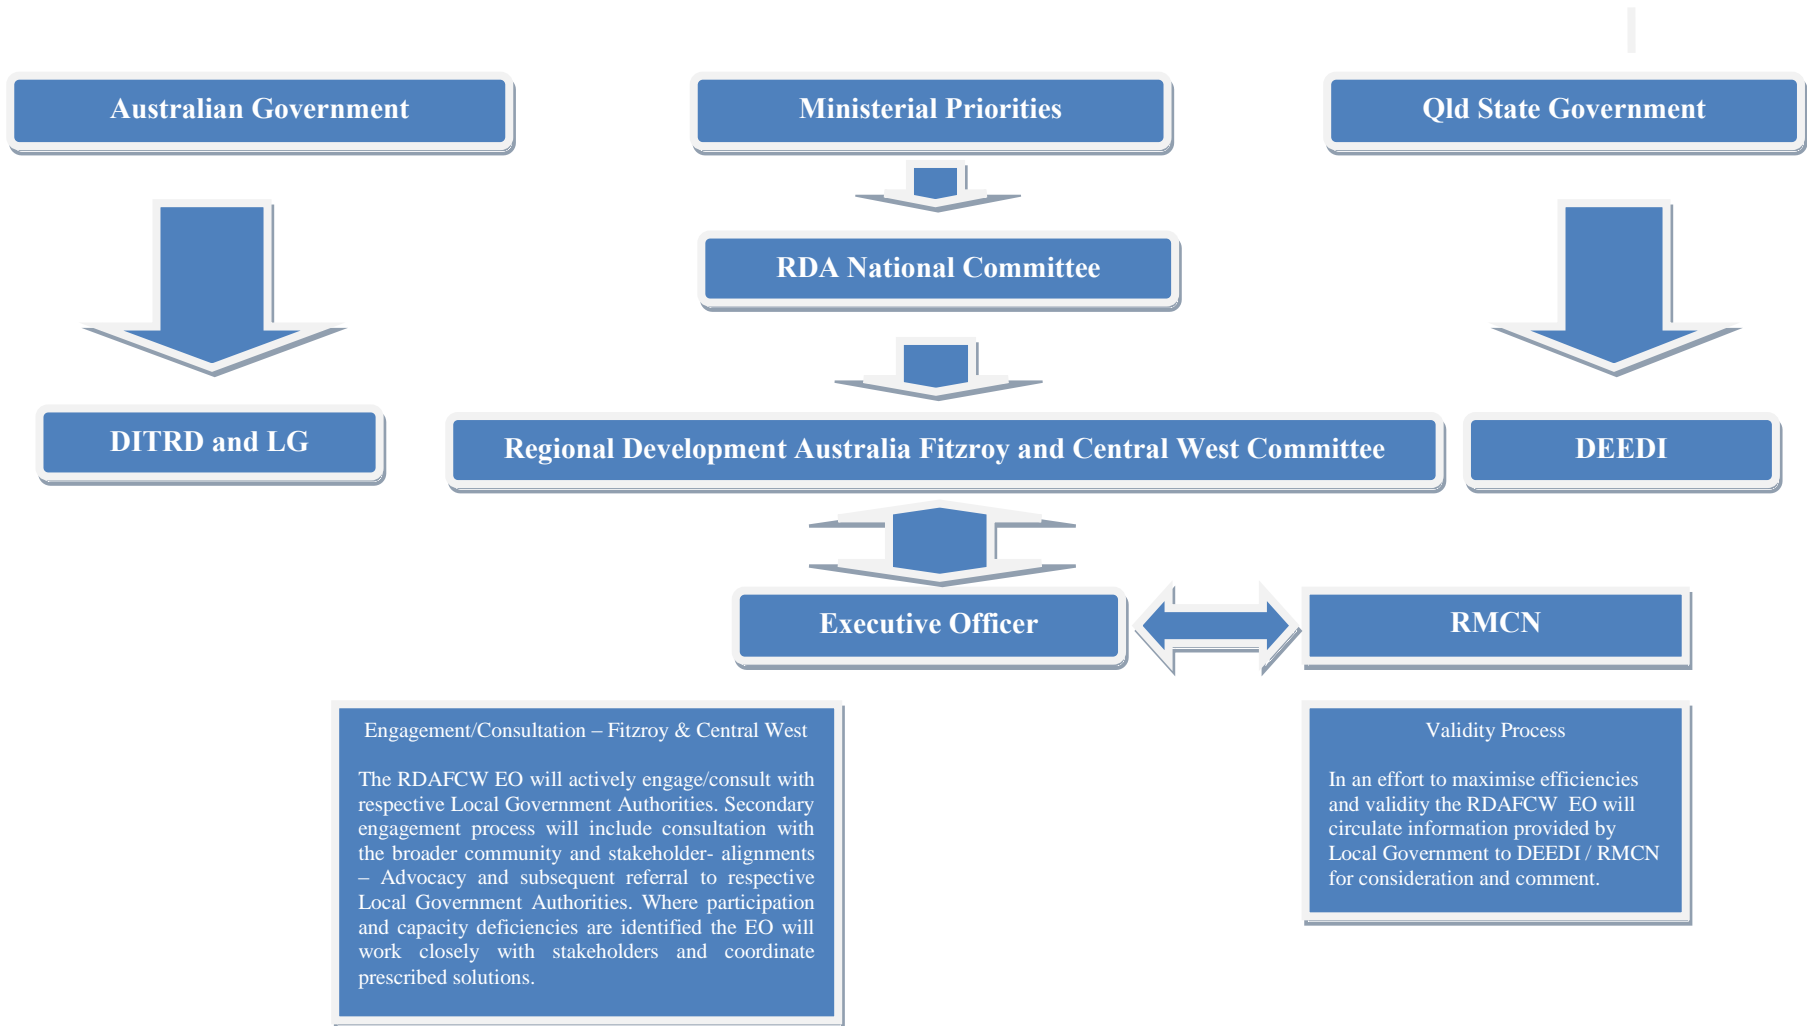 Australian Government
Ministerial Priorities
Qld State Government
RDA National Committee
DITRD and LG
Regional Development Australia Fitzroy and Central West Committee
DEEDI
Executive Officer
RMCN
Engagement/Consultation – Fitzroy & Central West
The RDAFCW EO will actively engage/consult with
respective Local Government Authorities. Secondary
engagement process will include consultation with
the broader community and stakeholder- alignments
– Advocacy and subsequent referral to respective
Local Government Authorities. Where participation
and capacity deficiencies are identified the EO will
work closely with stakeholders and coordinate
prescribed solutions.
Validity Process
In an effort to maximise efficiencies
and validity the RDAFCW  EO will
circulate information provided by
Local Government to DEEDI / RMCN
for consideration and comment.